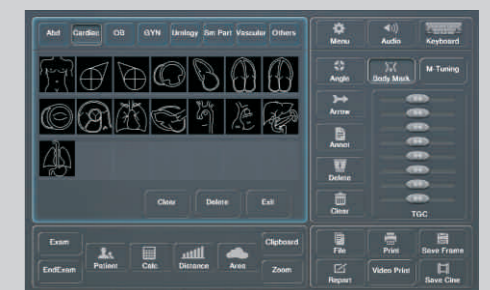 Abd Cardiac OB GYN Urology Sm Part Vascular Others
Clear Delete Exit
Exam Patient Calc Distance Area Clipboard
EndExam Zoom
Menu Audio Keyboard
Angle Body Mark M-Tuning
Arrow
Annot
Delete
Clear
TGC
File Print Save Frame
Report Video Print Save Cine